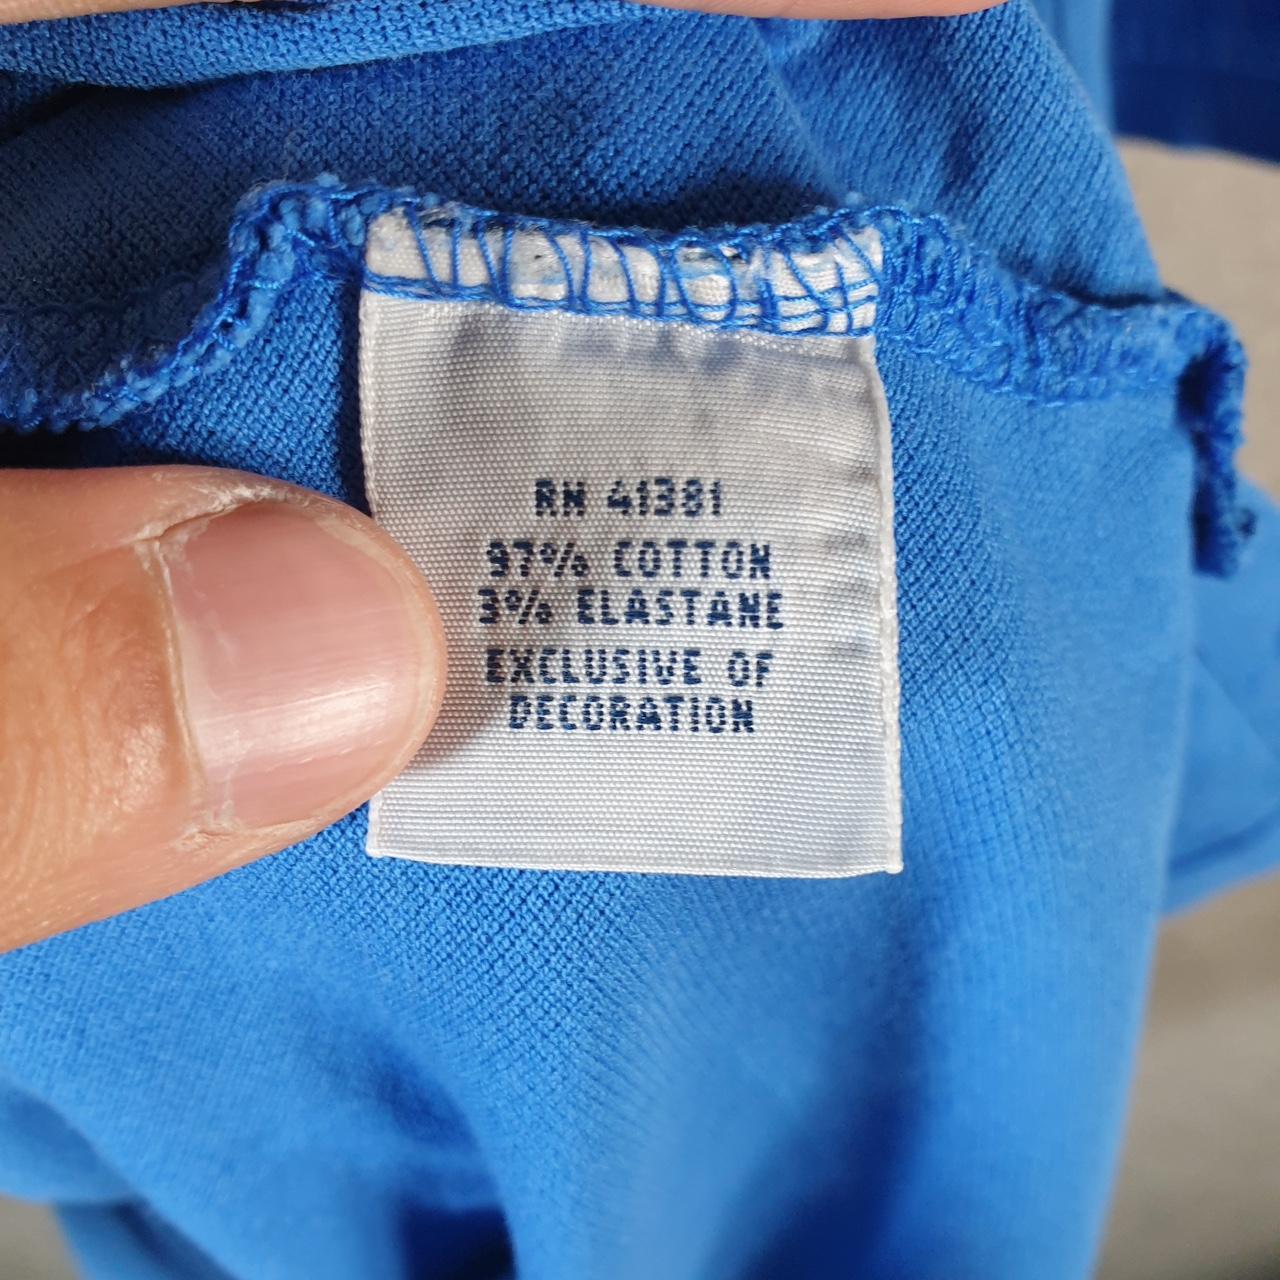 RN 41381
97% COTTON
3% ELASTANE
EXCLUSIVE OF
DECORATION